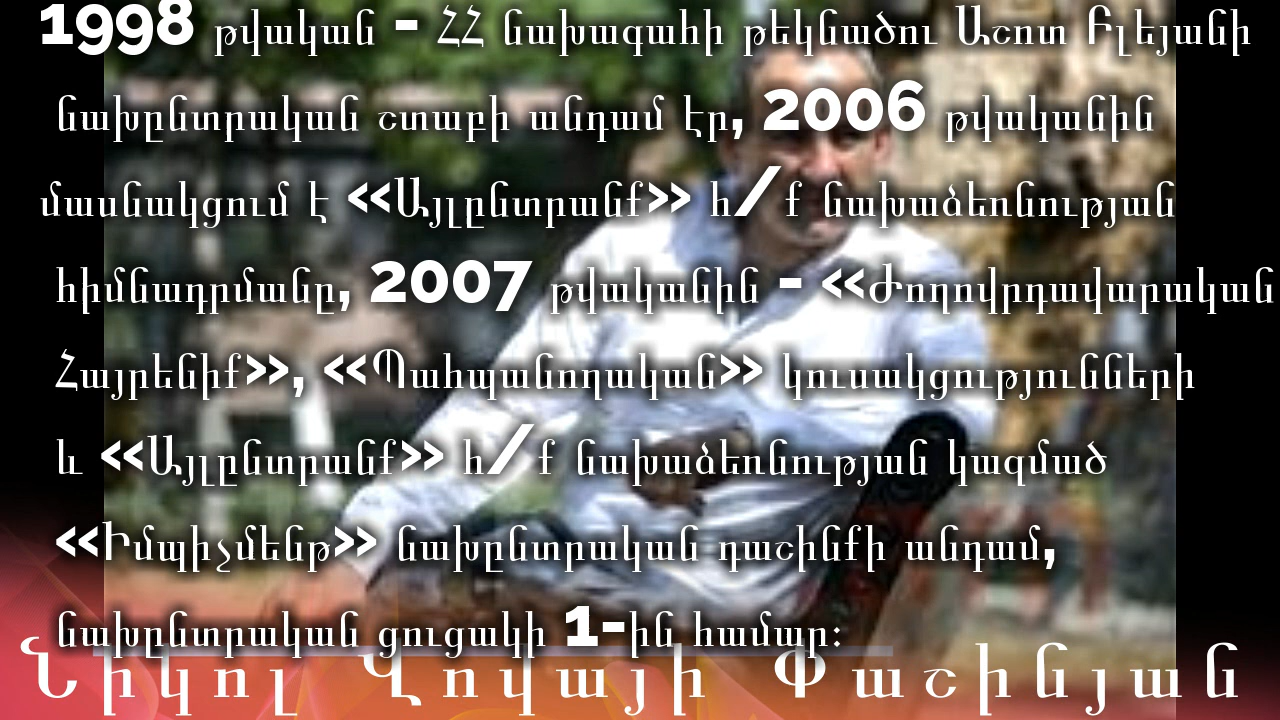 1998 թվական - ՀՀ նախագահի թեկնածու Աշոտ Բլեյանի
նախընտրական շտաբի անդամ էր, 2006 թվականին
մասնակցում է <<Այլընտրանք>> հ/ք նախաձեռնության
հիմնադրմանը, 2007 թվականին - <<Ժողովրդավարական
Հայրենիք>>, <<Պահպանողական>> կուսակցությունների
և <<Այլընտրանք>> հ/ք նախաձեռնության կազմած
<<Իմպիչմենթ>> նախընտրական դաշինքի անդամ,
նախընտրական ցուցակի 1-ին համար:
Նիկոլ Վովայի Փաշինյան